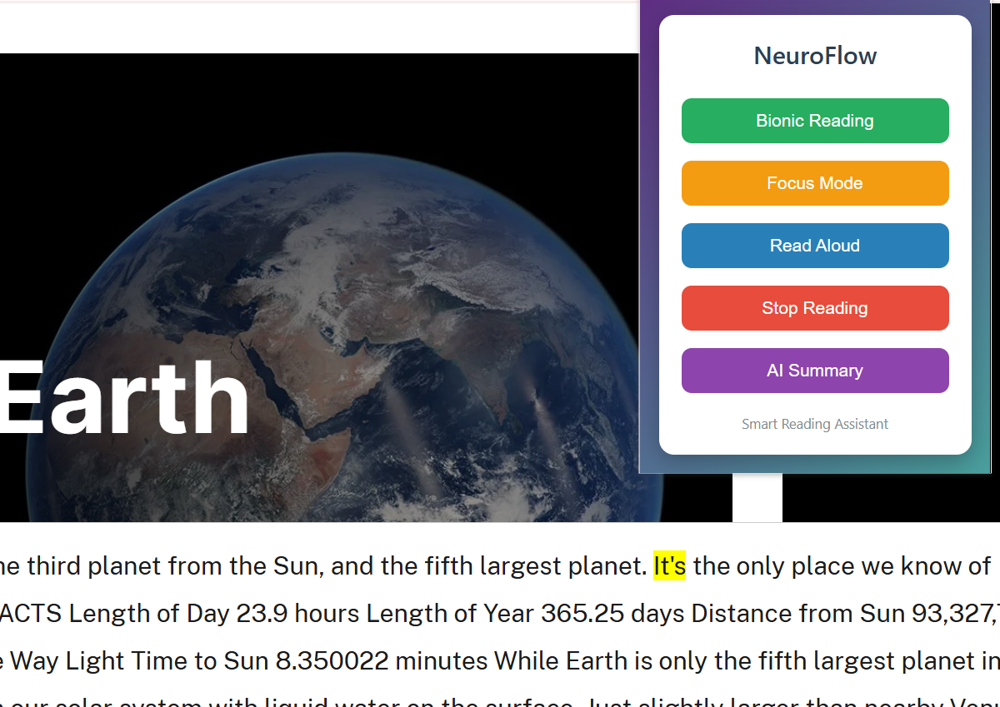 NeuroFlow
Bionic Reading
Focus Mode
Read Aloud
Stop Reading
AI Summary
Smart Reading Assistant
Earth
third planet from the Sun, and the fifth largest planet. It's the only place we know of
ACTS Length of Day 23.9 hours Length of Year 365.25 days Distance from Sun 93,327,
Way Light Time to Sun 8.350022 minutes While Earth is only the fifth largest planet in
our solar system with liquid water on the surface. Just slightly larger than nearby